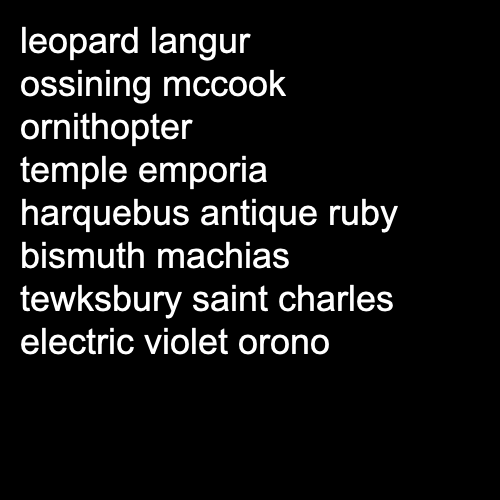 leopard langur
ossining mccook
ornithopter
temple emporia
harquebus antique ruby
bismuth machias
tewksbury saint charles
electric violet orono